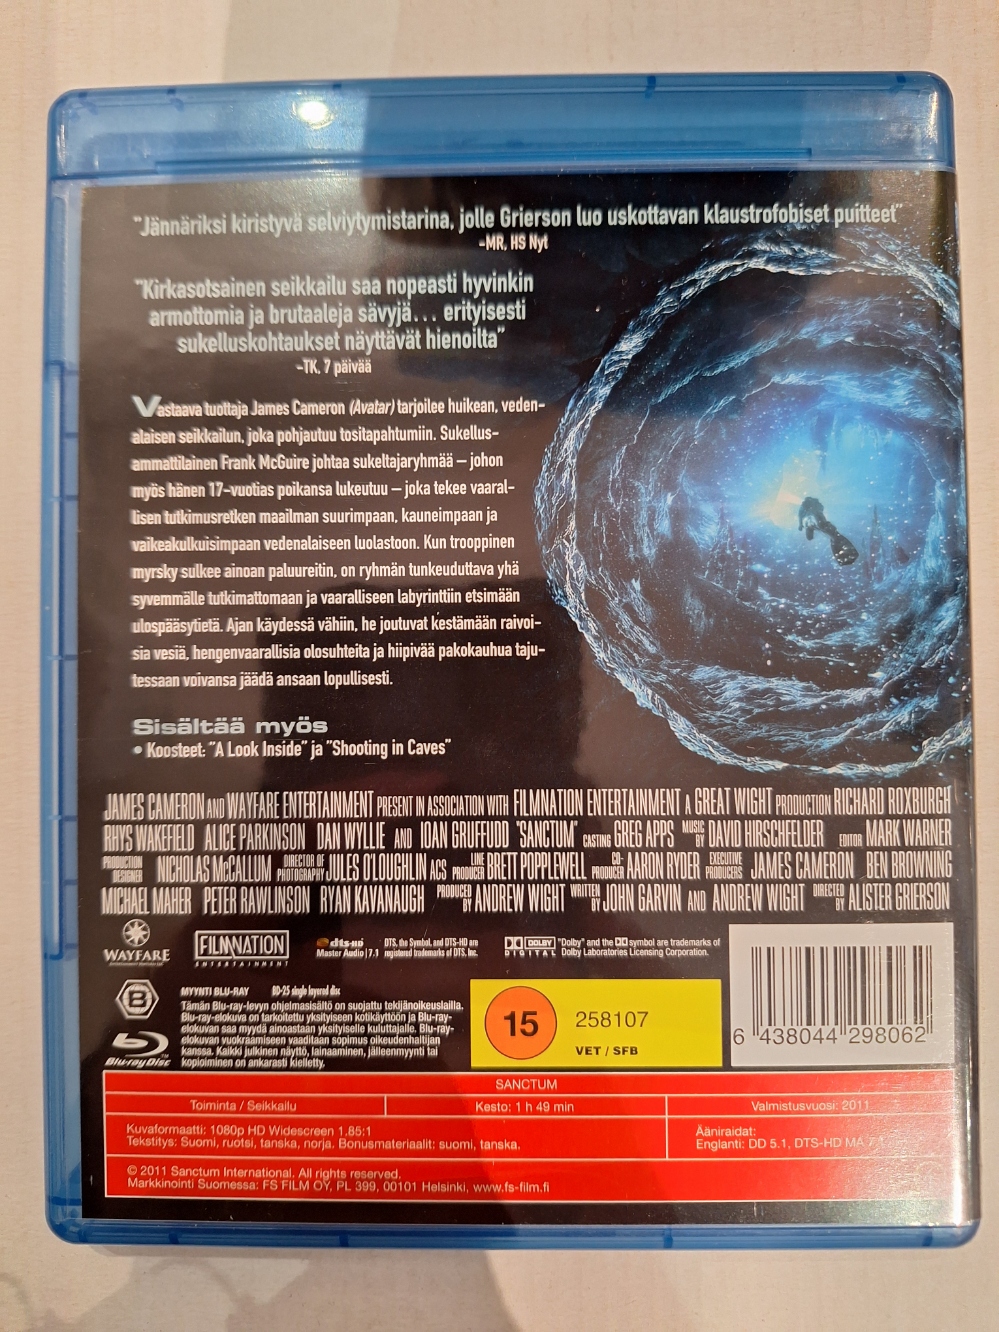 "Jännäriksi kiristyvä selviytymistarina, jolle Grierson luo uskottavan klaustrofobiset puitteet"
-MR, HS Nyt
"Kirkasotsainen seikkailu saa nopeasti hyvinkin
armottomia ja brutaaleja sävyjä... erityisesti
sukelluskohtaukset näyttävät hienoilta"
-TK, 7 päivää
Vastaava tuottaja James Cameron (Avatar) tarjoilee huikean, veden-
alaisen seikkailun, joka pohjautuu tositapahtumiin. Sukellus-
ammattilainen Frank McGuire johtaa sukeltajaryhmää – johon
myös hänen 17-vuotias poikansa lukeutuu – joka tekee vaaral-
lisen tutkimusretken maailman suurimpaan, kauneimpaan ja
vaikeakulkuisimpaan vedenalaiseen luolastoon. Kun trooppinen
myrsky sulkee ainoan paluureitin, on ryhmän tunkeuduttava yhä
syvemmälle tutkimattomaan ja vaaralliseen labyrinttiin etsimään
ulospääsytietä. Ajan käydessä vähiin, he joutuvat kestämään raivoi-
sia vesiä, hengenvaarallisia olosuhteita ja hiipivää pakokauhua taju-
tessaan voivansa jäädä ansaan lopullisesti.
Sisältää myös
• Koosteet: "A Look Inside" ja "Shooting in Caves"
JAMES CAMERON AND WAYFARE ENTERTAINMENT PRESENT IN ASSOCIATION WITH FILMNATION ENTERTAINMENT A GREAT WIGHT PRODUCTION RICHARD ROXBURGH
RHYS WAKEFIELD ALICE PARKINSON DAN WYLLIE AND IOAN GRUFFUDD "SANCTUM" CASTING GREG APPS MUSIC BY DAVID HIRSCHFELDER EDITOR MARK WARNER
PRODUCTION DESIGNER NICHOLAS McCALLUM DIRECTOR OF PHOTOGRAPHY JULES O'LOUGHLIN ACS LINE PRODUCER BRETT POPPLEWELL CO-PRODUCER AARON RYDER EXECUTIVE PRODUCERS JAMES CAMERON BEN BROWNING
MICHAEL MAHER PETER RAWLINSON RYAN KAVANAUGH PRODUCED BY ANDREW WIGHT WRITTEN BY JOHN GARVIN AND ANDREW WIGHT DIRECTED BY ALISTER GRIERSON
WAYFARE
FILMNATION
ENTERTAINMENT
dts-HD
Master Audio | 7.1
DTS, the Symbol, and DTS-HD are
registered trademarks of DTS, Inc.
DOLBY
DIGITAL
"Dolby" and the DD symbol are trademarks of
Dolby Laboratories Licensing Corporation.
B
Blu-ray Disc
MYYNTI BLU-RAY BD-25 single layered disc
Tämän Blu-ray-levyn ohjelmasisältö on suojattu tekijänoikeuslailla.
Blu-ray-elokuva on tarkoitettu yksityiseen kotikäyttöön ja Blu-ray-
elokuvan saa myydä ainoastaan yksityiselle kuluttajalle. Blu-ray-
elokuvan vuokraamiseen vaaditaan sopimus oikeudenhaltijan
kanssa. Kaikki julkinen näyttö, lainaaminen, jälleenmyynti tai
kopioiminen on ankarasti kielletty.
15
258107
VET / SFB
6 438044 298062
SANCTUM
Toiminta / Seikkailu
Kesto: 1 h 49 min
Valmistusvuosi: 2011
Kuvaformaatti: 1080p HD Widescreen 1,85:1
Tekstitys: Suomi, ruotsi, tanska, norja. Bonusmateriaalit: suomi, tanska.
Ääniraidat:
Englanti: DD 5.1, DTS-HD MA 7.1
© 2011 Sanctum International. All rights reserved.
Markkinointi Suomessa: FS FILM OY, PL 399, 00101 Helsinki, www.fs-film.fi